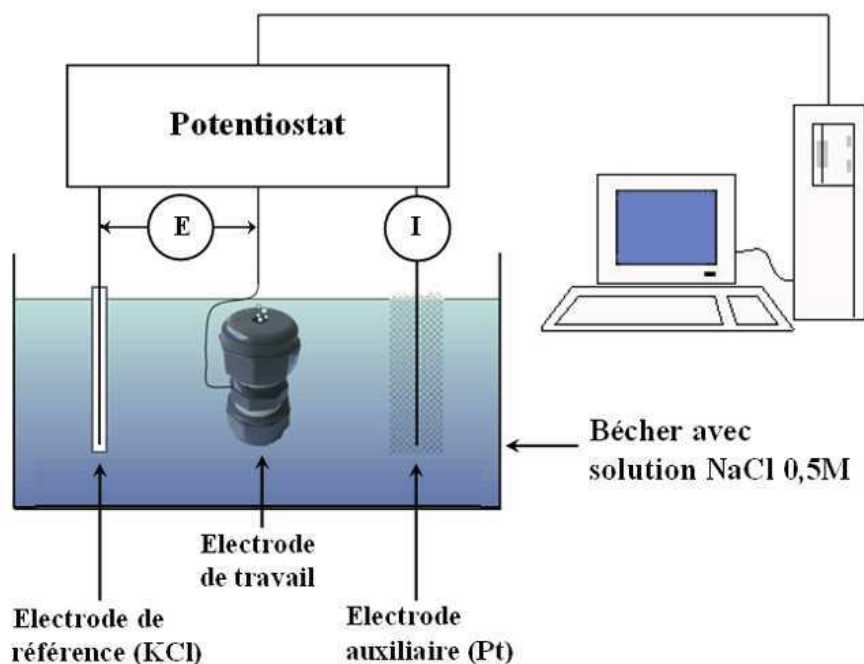 Potentiostat
E
I
Bécher avec
solution NaCl 0,5M
Electrode
de travail
Electrode de
référence (KCl)
Electrode
auxiliaire (Pt)